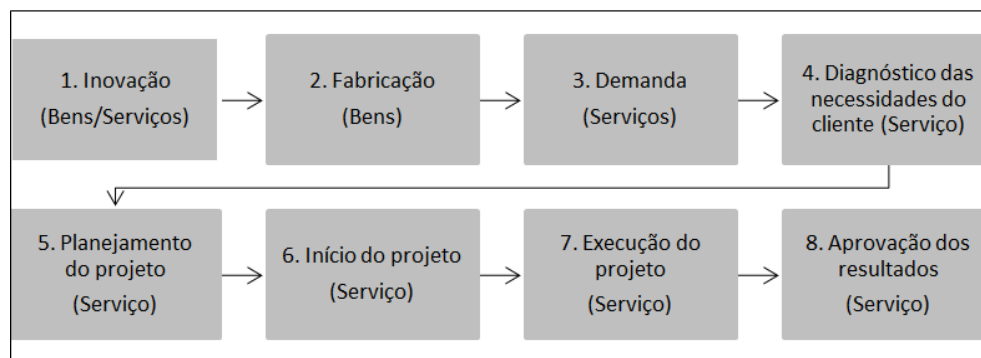 1. Inovação
(Bens/Serviços)
2. Fabricação
(Bens)
3. Demanda
(Serviços)
4. Diagnóstico das
necessidades do
cliente (Serviço)
5. Planejamento
do projeto
(Serviço)
6. Início do projeto
(Serviço)
7. Execução do
projeto
(Serviço)
8. Aprovação dos
resultados
(Serviço)